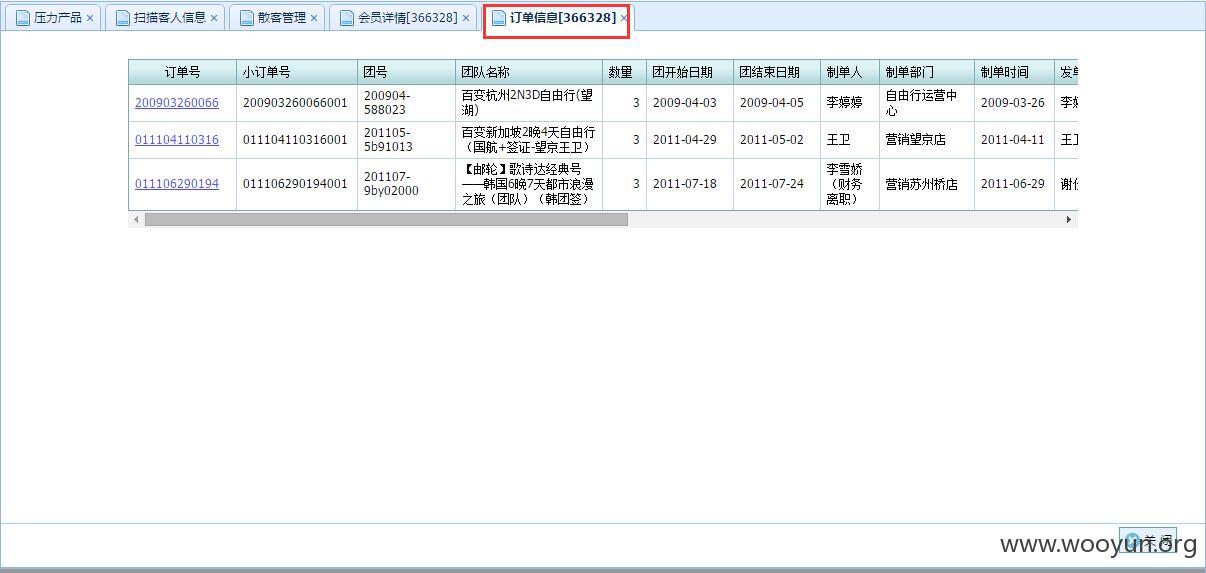 压力产品 × 扫描客人信息 × 散客管理 × 会员详情[366328] × 订单信息[366328] ×
订单号 小订单号 团号 团队名称 数量 团开始日期 团结束日期 制单人 制单部门 制单时间
200903260066 200903260066001 200904-588023 百变杭州2N3D自由行(望湖) 3 2009-04-03 2009-04-05 李婷婷 自由行运营中心 2009-03-26
011104110316 011104110316001 201105-5b91013 百变新加坡2晚4天自由行（国航+签证-望京王卫） 3 2011-04-29 2011-05-02 王卫 营销望京店 2011-04-11
011106290194 011106290194001 201107-9by02000 【邮轮】歌诗达经典号——韩国6晚7天都市浪漫之旅（团队）（韩团签） 3 2011-07-18 2011-07-24 李雪娇（财务离职） 营销苏州桥店 2011-06-29
关闭
www.wooyun.org